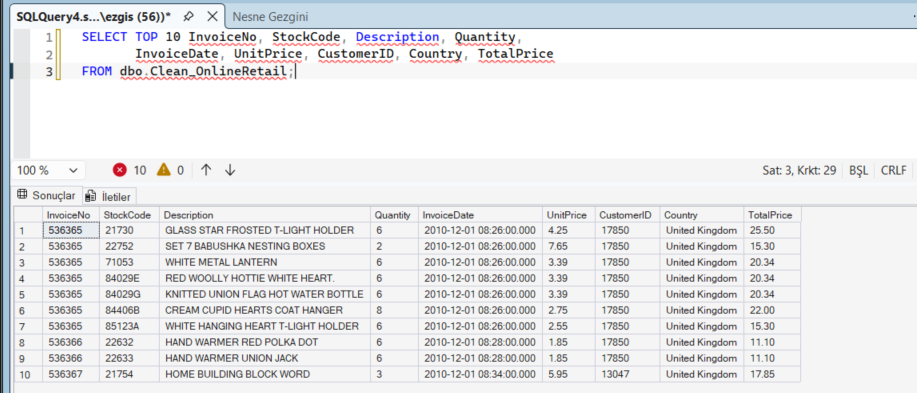 SQLQuery4.s...\ezgis (56))* Nesne Gezgini
1 SELECT TOP 10 InvoiceNo, StockCode, Description, Quantity,
2 InvoiceDate, UnitPrice, CustomerID, Country, TotalPrice
3 FROM dbo.Clean_OnlineRetail;
100 % 10 0 Sat: 3, Krkt: 29 BŞL CRLF
Sonuçlar İletiler
InvoiceNo StockCode Description Quantity InvoiceDate UnitPrice CustomerID Country TotalPrice
1 536365 21730 GLASS STAR FROSTED T-LIGHT HOLDER 6 2010-12-01 08:26:00.000 4.25 17850 United Kingdom 25.50
2 536365 22752 SET 7 BABUSHKA NESTING BOXES 2 2010-12-01 08:26:00.000 7.65 17850 United Kingdom 15.30
3 536365 71053 WHITE METAL LANTERN 6 2010-12-01 08:26:00.000 3.39 17850 United Kingdom 20.34
4 536365 84029E RED WOOLLY HOTTIE WHITE HEART. 6 2010-12-01 08:26:00.000 3.39 17850 United Kingdom 20.34
5 536365 84029G KNITTED UNION FLAG HOT WATER BOTTLE 6 2010-12-01 08:26:00.000 3.39 17850 United Kingdom 20.34
6 536365 84406B CREAM CUPID HEARTS COAT HANGER 8 2010-12-01 08:26:00.000 2.75 17850 United Kingdom 22.00
7 536365 85123A WHITE HANGING HEART T-LIGHT HOLDER 6 2010-12-01 08:26:00.000 2.55 17850 United Kingdom 15.30
8 536366 22632 HAND WARMER RED POLKA DOT 6 2010-12-01 08:28:00.000 1.85 17850 United Kingdom 11.10
9 536366 22633 HAND WARMER UNION JACK 6 2010-12-01 08:28:00.000 1.85 17850 United Kingdom 11.10
10 536367 21754 HOME BUILDING BLOCK WORD 3 2010-12-01 08:34:00.000 5.95 13047 United Kingdom 17.85